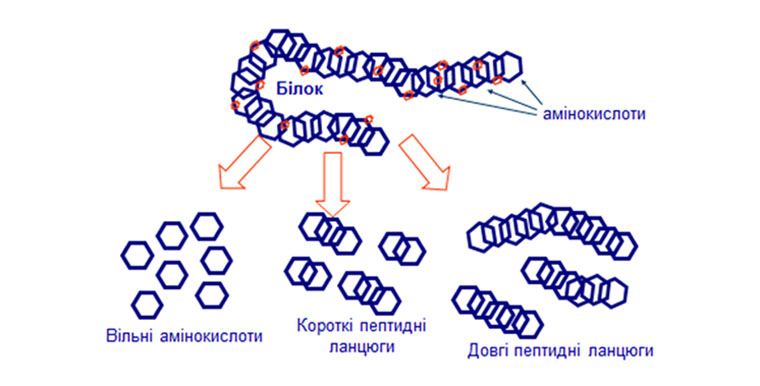 Білок
амінокислоти
Вільні амінокислоти
Короткі пептидні
ланцюги
Довгі пептидні ланцюги